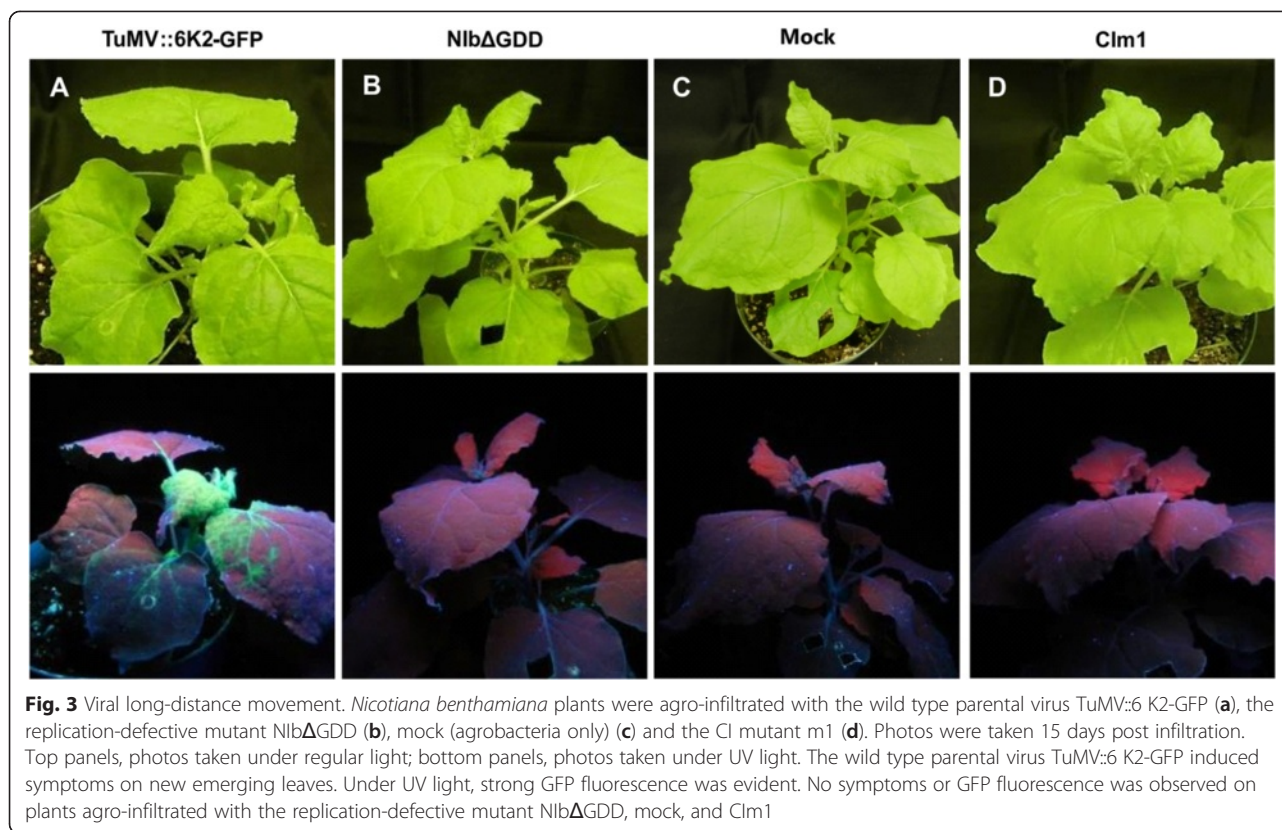 TuMV::6K2-GFP NIbΔGDD Mock CIm1
A B C D
Fig. 3 Viral long-distance movement. Nicotiana benthamiana plants were agro-infiltrated with the wild type parental virus TuMV::6 K2-GFP (a), the
replication-defective mutant NIbΔGDD (b), mock (agrobacteria only) (c) and the CI mutant m1 (d). Photos were taken 15 days post infiltration.
Top panels, photos taken under regular light; bottom panels, photos taken under UV light. The wild type parental virus TuMV::6 K2-GFP induced
symptoms on new emerging leaves. Under UV light, strong GFP fluorescence was evident. No symptoms or GFP fluorescence was observed on
plants agro-infiltrated with the replication-defective mutant NIbΔGDD, mock, and CIm1